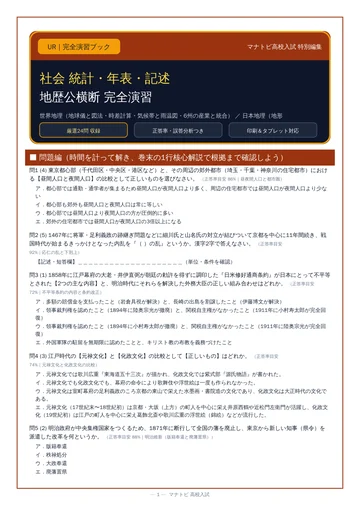 UR｜完全演習ブック
マナトピ高校入試 特別編集
社会 統計・年表・記述
地歴公横断 完全演習
世界地理（地球儀と図法・時差計算・気候帯と雨温図・6州の産業と統合） ／ 日本地理（地形
厳選24問 収録
正答率・誤答分析つき
印刷＆タブレット対応
■ 問題編（時間を計って解き、巻末の1行核心解説で根拠まで確認しよう）
問1 (4) 東京都心部（千代田区・中央区・港区など）と、その周辺の郊外都市（埼玉・千葉・神奈川の住宅都市）におけ
る【昼間人口と夜間人口】の比較として正しいものを選びなさい。
ア．都心部では通勤・通学者が集まるため昼間人口が夜間人口より多く、周辺の住宅都市では昼間人口が夜間人口より少な
い
イ．都心部も郊外も昼間人口と夜間人口は常に等しい
ウ．都心部では昼間人口より夜間人口の方が圧倒的に多い
エ．郊外の住宅都市では昼間人口が夜間人口の3倍以上になる
問2 (5) 1467年に将軍・足利義政の跡継ぎ問題などに細川氏と山名氏の対立が結びついて京都を中心に11年間続き、戦
国時代が始まるきっかけとなった内乱を『（ ）の乱』というか。漢字2字で答えなさい。
【記述・短答欄】＿＿＿＿＿＿＿＿＿＿＿＿＿＿（単位・条件を確認）
問3 (1) 1858年に江戸幕府の大老・井伊直弼が朝廷の勅許を得ずに調印した『日米修好通商条約』が日本にとって不平等
とされた【2つの主な内容】と、明治時代にそれらを解決した外務大臣の正しい組み合わせはどれか。
ア．多額の賠償金を支払ったこと（岩倉具視が解決）と、長崎の出島を割譲したこと（伊藤博文が解決）
イ．領事裁判権を認めたこと（1894年に陸奥宗光が撤廃）と、関税自主権がなかったこと（1911年に小村寿太郎が完全回
復）
ウ．領事裁判権を認めたこと（1894年に小村寿太郎が撤廃）と、関税自主権がなかったこと（1911年に陸奥宗光が完全回
復）
エ．外国軍隊の駐留を無期限に認めたことと、キリスト教の布教を義務づけたこと
問4 (3) 江戸時代の【元禄文化】と【化政文化】の比較として【正しいもの】はどれか。
ア．元禄文化では歌川広重『東海道五十三次』が描かれ、化政文化では紫式部『源氏物語』が書かれた。
イ．元禄文化でも化政文化でも、幕府の命令により歌舞伎や浮世絵は一度も作られなかった。
ウ．元禄文化は室町幕府の足利義政のころ京都の東山で栄えた水墨画・書院造の文化であり、化政文化は大正時代の文化で
ある。
エ．元禄文化（17世紀末〜18世紀初）は京都・大坂（上方）の町人を中心に栄え井原西鶴や近松門左衛門が活躍し、化政文
化（19世紀初）は江戸の町人を中心に栄え葛飾北斎や歌川広重の浮世絵（錦絵）などが流行した。
問5 (2) 明治政府が中央集権国家をつくるため、1871年に断行して全国の藩を廃止し、東京から新しい知事（県令）を
派遣した改革を何というか。
ア．版籍奉還
イ．秩禄処分
ウ．大政奉還
エ．廃藩置県
- 1 - マナトピ 高校入試